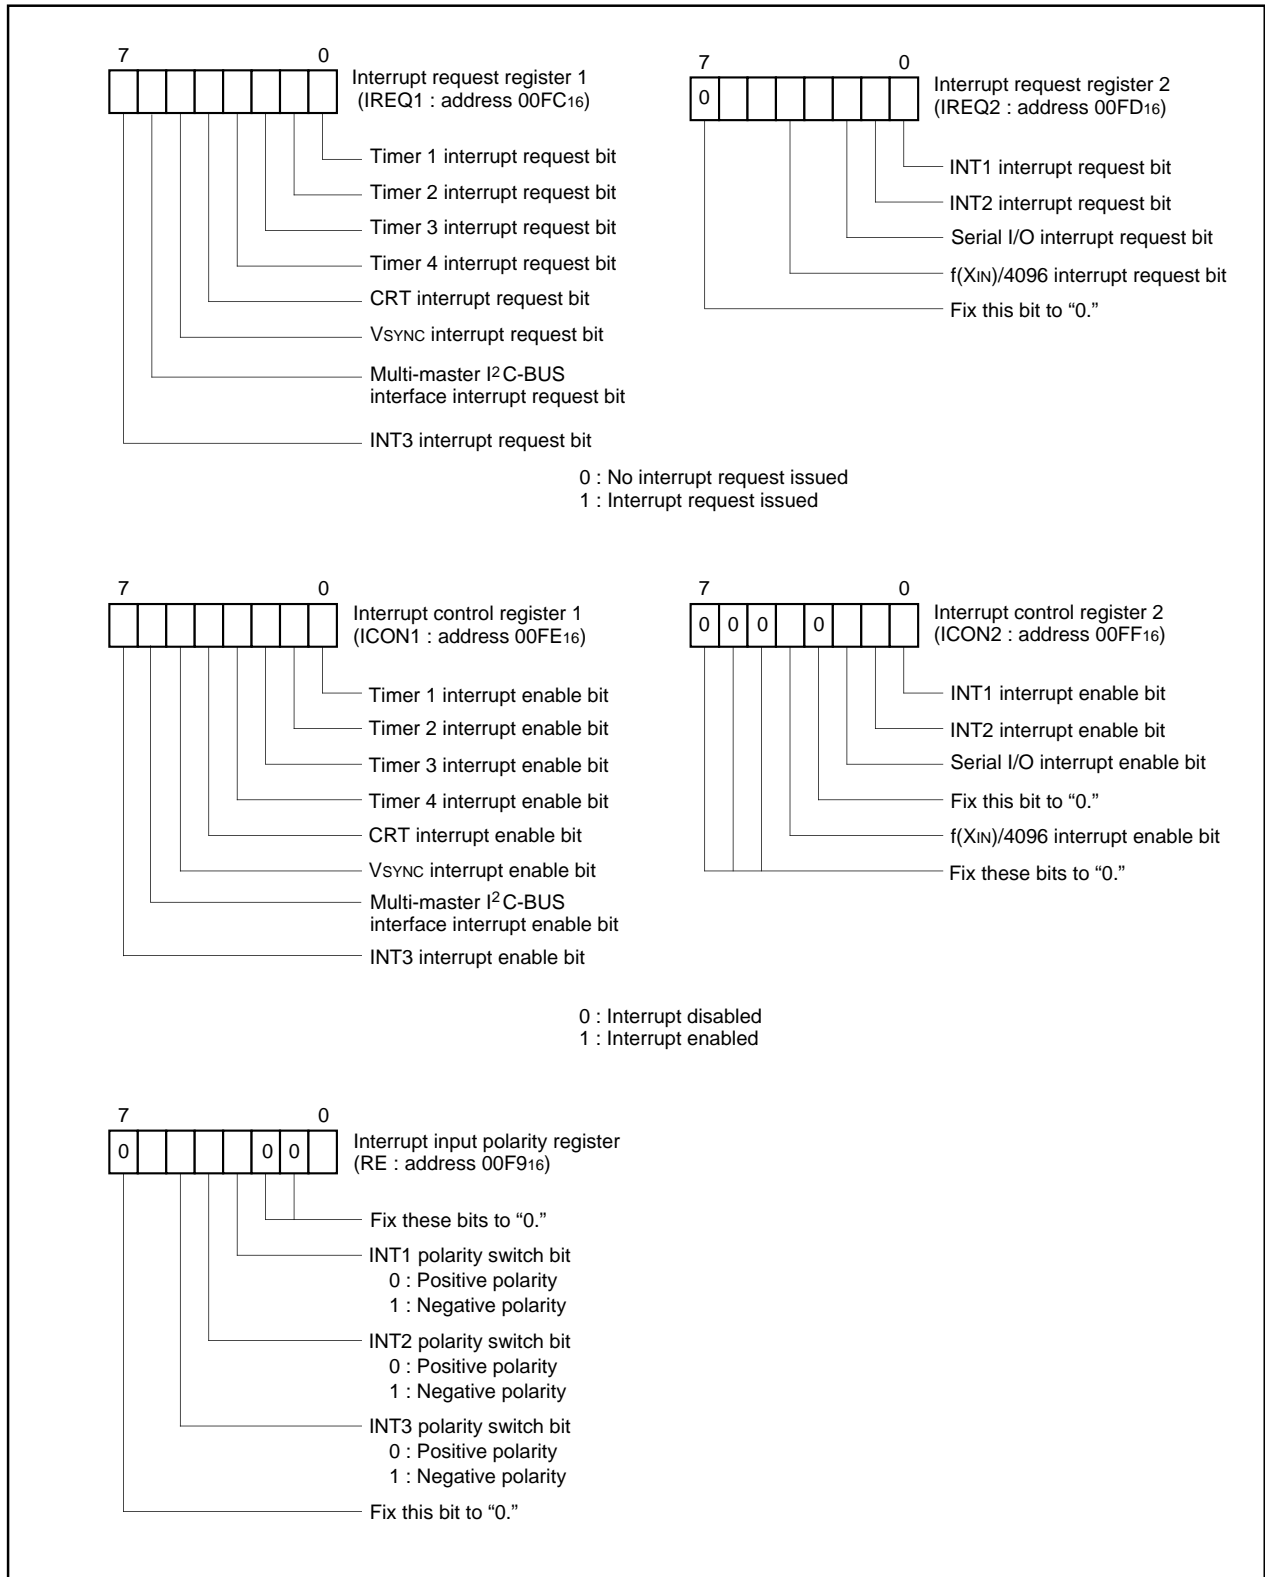 7 0
Interrupt request register 1
(IREQ1 : address 00FC16)
Timer 1 interrupt request bit
Timer 2 interrupt request bit
Timer 3 interrupt request bit
Timer 4 interrupt request bit
CRT interrupt request bit
VSYNC interrupt request bit
Multi-master I2C-BUS
interface interrupt request bit
INT3 interrupt request bit
7 0
0
Interrupt request register 2
(IREQ2 : address 00FD16)
INT1 interrupt request bit
INT2 interrupt request bit
Serial I/O interrupt request bit
f(XIN)/4096 interrupt request bit
Fix this bit to “0.”
0 : No interrupt request issued
1 : Interrupt request issued
7 0
Interrupt control register 1
(ICON1 : address 00FE16)
Timer 1 interrupt enable bit
Timer 2 interrupt enable bit
Timer 3 interrupt enable bit
Timer 4 interrupt enable bit
CRT interrupt enable bit
VSYNC interrupt enable bit
Multi-master I2C-BUS
interface interrupt enable bit
INT3 interrupt enable bit
7 0
0 0 0 0
Interrupt control register 2
(ICON2 : address 00FF16)
INT1 interrupt enable bit
INT2 interrupt enable bit
Serial I/O interrupt enable bit
Fix this bit to “0.”
f(XIN)/4096 interrupt enable bit
Fix these bits to “0.”
0 : Interrupt disabled
1 : Interrupt enabled
7 0
0 0 0
Interrupt input polarity register
(RE : address 00F916)
Fix these bits to “0.”
INT1 polarity switch bit
0 : Positive polarity
1 : Negative polarity
INT2 polarity switch bit
0 : Positive polarity
1 : Negative polarity
INT3 polarity switch bit
0 : Positive polarity
1 : Negative polarity
Fix this bit to “0.”